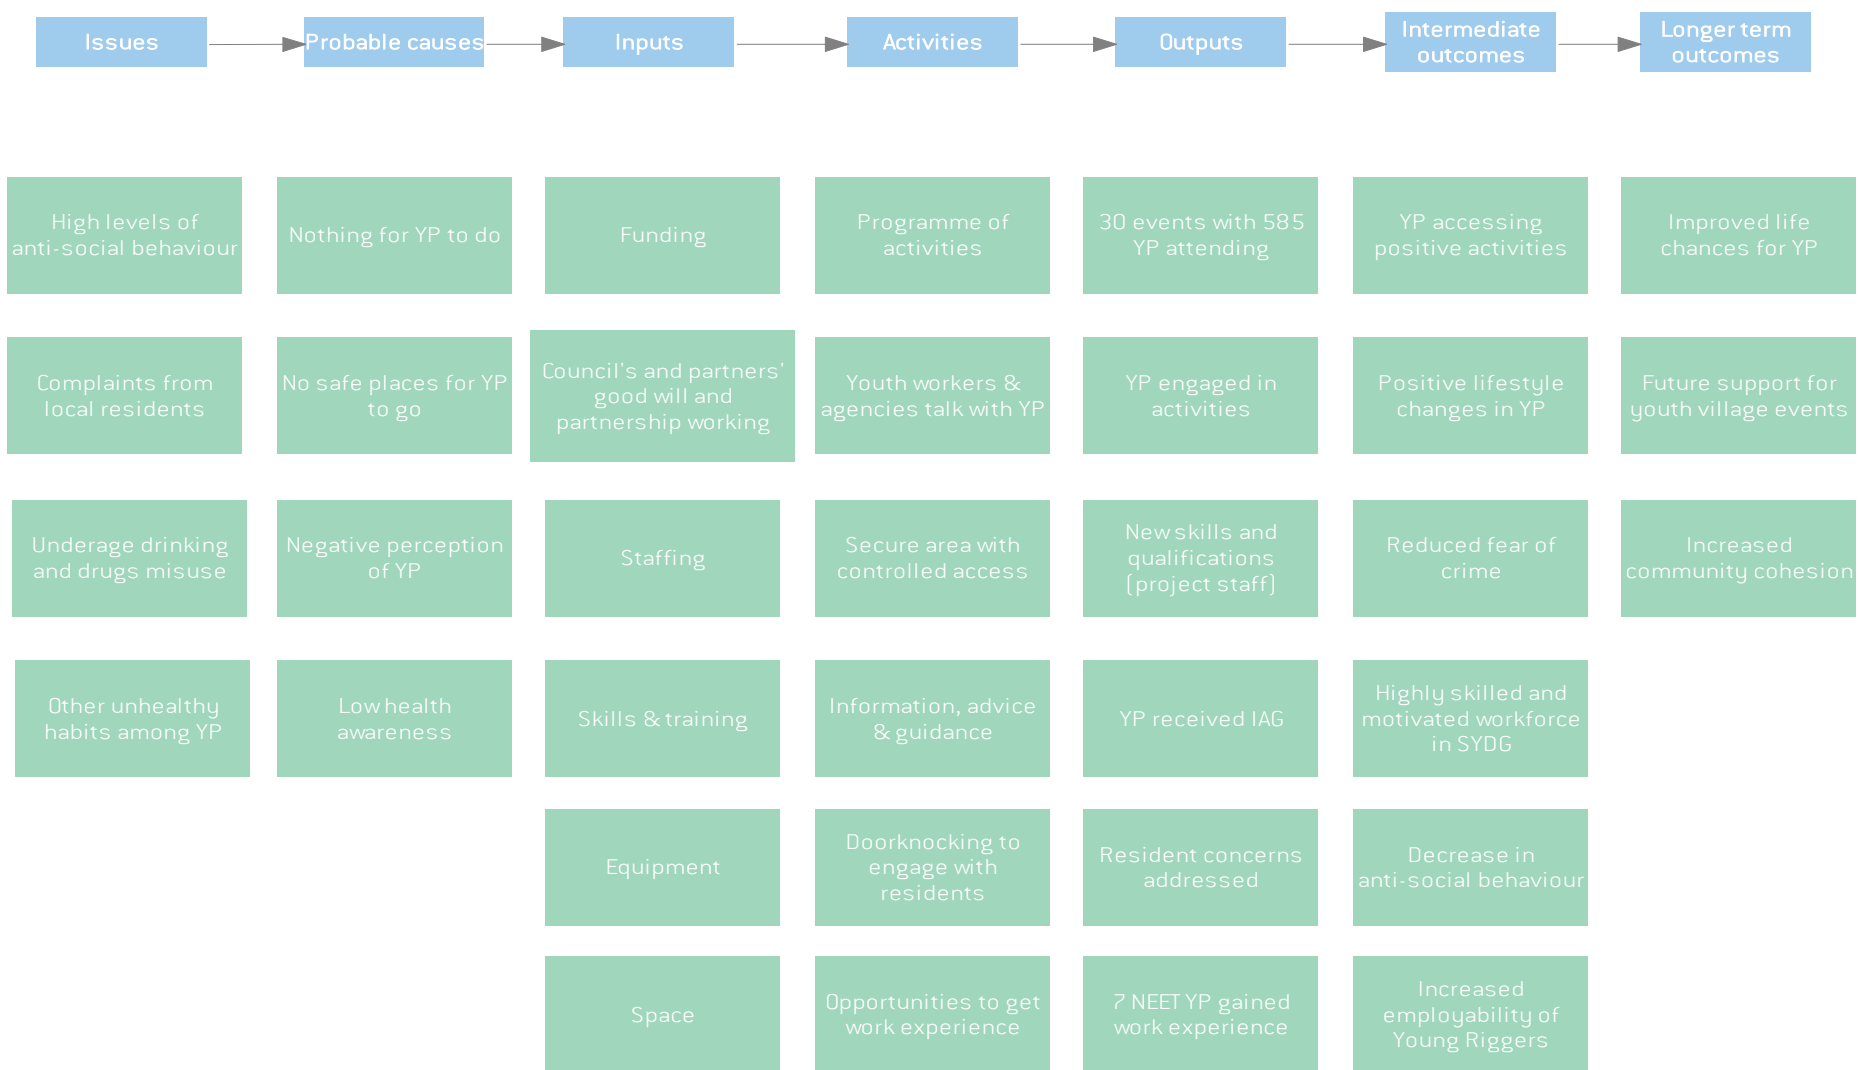 Issues
Probable causes
Inputs
Activities
Outputs
Intermediate
outcomes
Longer term
outcomes
High levels of
anti-social behaviour
Nothing for YP to do
Funding
Programme of
activities
30 events with 585
YP attending
YP accessing
positive activities
Improved life
chances for YP
Complaints from
local residents
No safe places for YP
to go
Council's and partners'
good will and
partnership working
Youth workers &
agencies talk with YP
YP engaged in
activities
Positive lifestyle
changes in YP
Future support for
youth village events
Underage drinking
and drugs misuse
Negative perception
of YP
Staffing
Secure area with
controlled access
New skills and
qualifications
(project staff)
Reduced fear of
crime
Increased
community cohesion
Other unhealthy
habits among YP
Low health
awareness
Skills & training
Information, advice
& guidance
YP received IAG
Highly skilled and
motivated workforce
in SYDG
Equipment
Doorknocking to
engage with
residents
Resident concerns
addressed
Decrease in
anti-social behaviour
Space
Opportunities to get
work experience
7 NEET YP gained
work experience
Increased
employability of
Young Riggers